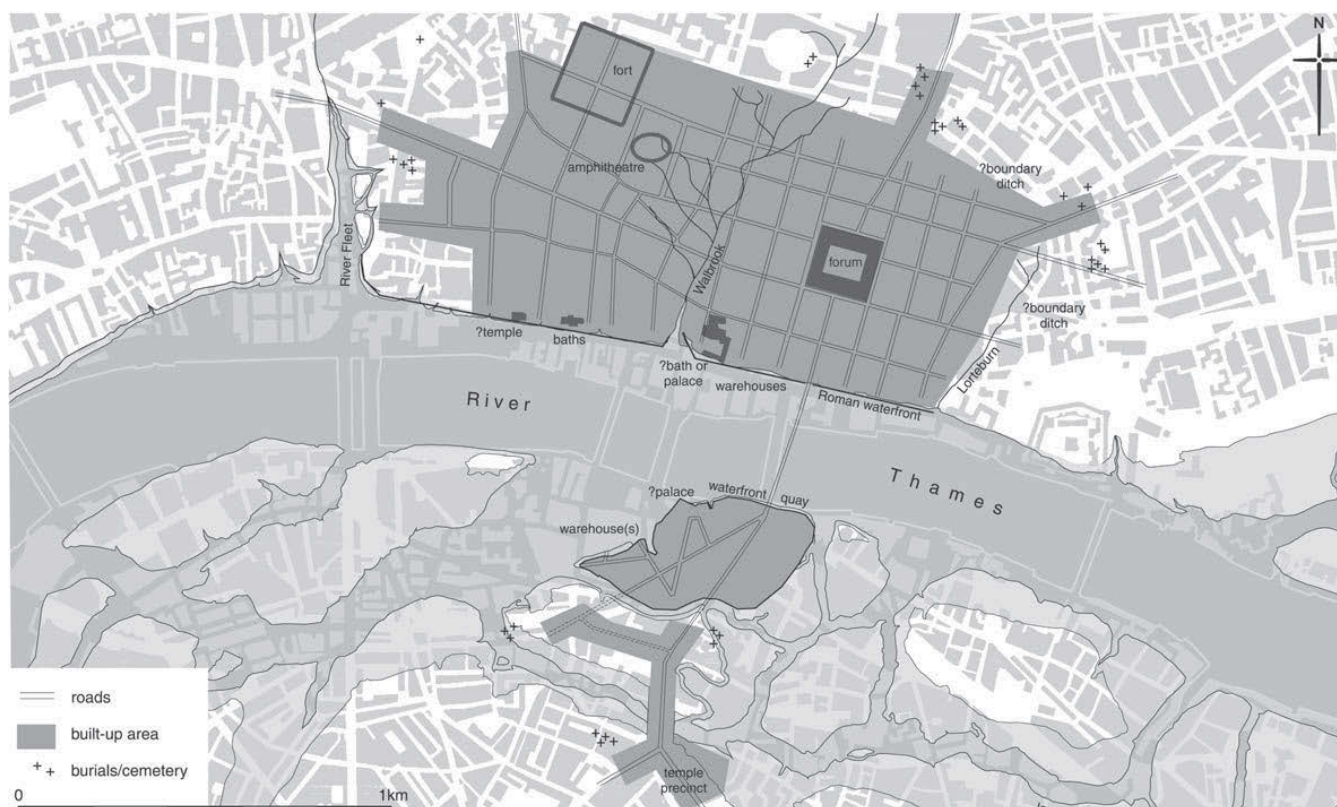 N
fort
amphitheatre
?boundary
ditch
River Fleet
Walbrook
forum
?boundary
ditch
?temple
baths
?bath or
palace
warehouses
Lorteburn
Roman waterfront
River
Thames
?palace
waterfront
quay
warehouse(s)
roads
built-up area
burials/cemetery
temple
precinct
0
1km